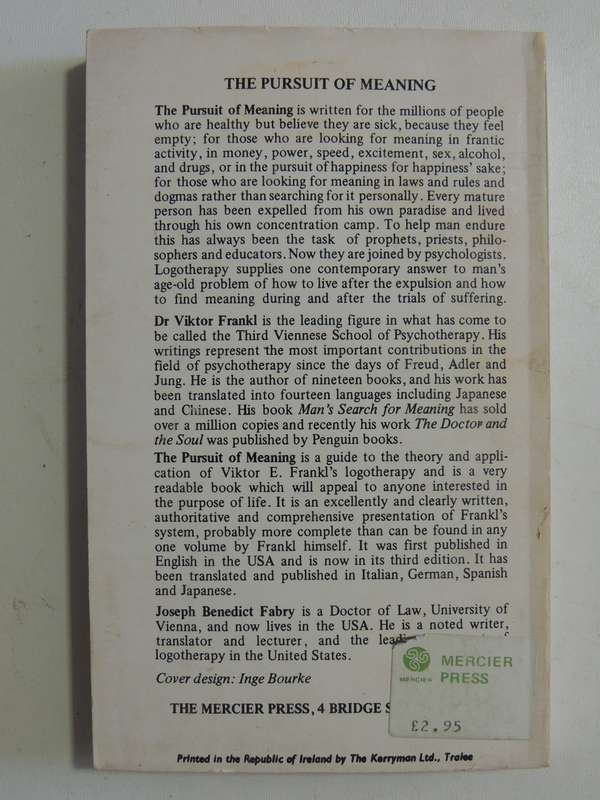 THE PURSUIT OF MEANING
The Pursuit of Meaning is written for the millions of people
who are healthy but believe they are sick, because they feel
empty; for those who are looking for meaning in frantic
activity, in money, power, speed, excitement, sex, alcohol,
and drugs, or in the pursuit of happiness for happiness' sake;
for those who are looking for meaning in laws and rules and
dogmas rather than searching for it personally. Every mature
person has been expelled from his own paradise and lived
through his own concentration camp. To help man endure
this has always been the task of prophets, priests, philo-
sophers and educators. Now they are joined by psychologists.
Logotherapy supplies one contemporary answer to man's
age-old problem of how to live after the expulsion and how
to find meaning during and after the trials of suffering.
Dr Viktor Frankl is the leading figure in what has come to
be called the Third Viennese School of Psychotherapy. His
writings represent the most important contributions in the
field of psychotherapy since the days of Freud, Adler and
Jung. He is the author of nineteen books, and his work has
been translated into fourteen languages including Japanese
and Chinese. His book Man's Search for Meaning has sold
over a million copies and recently his work The Doctor and
the Soul was published by Penguin books.
The Pursuit of Meaning is a guide to the theory and appli-
cation of Viktor E. Frankl's logotherapy and is a very
readable book which will appeal to anyone interested in
the purpose of life. It is an excellently and clearly written,
authoritative and comprehensive presentation of Frankl's
system, probably more complete than can be found in any
one volume by Frankl himself. It was first published in
English in the USA and is now in its third edition. It has
been translated and published in Italian, German, Spanish
and Japanese.
Joseph Benedict Fabry is a Doctor of Law, University of
Vienna, and now lives in the USA. He is a noted writer,
translator and lecturer, and the
logotherapy in the United States.
Cover design: Inge Bourke
THE MERCIER PRESS, 4 BRIDGE
MERCIER
PRESS
MERCIER
£2.95
Printed in the Republic of Ireland by The Kerryman Ltd., Tralee